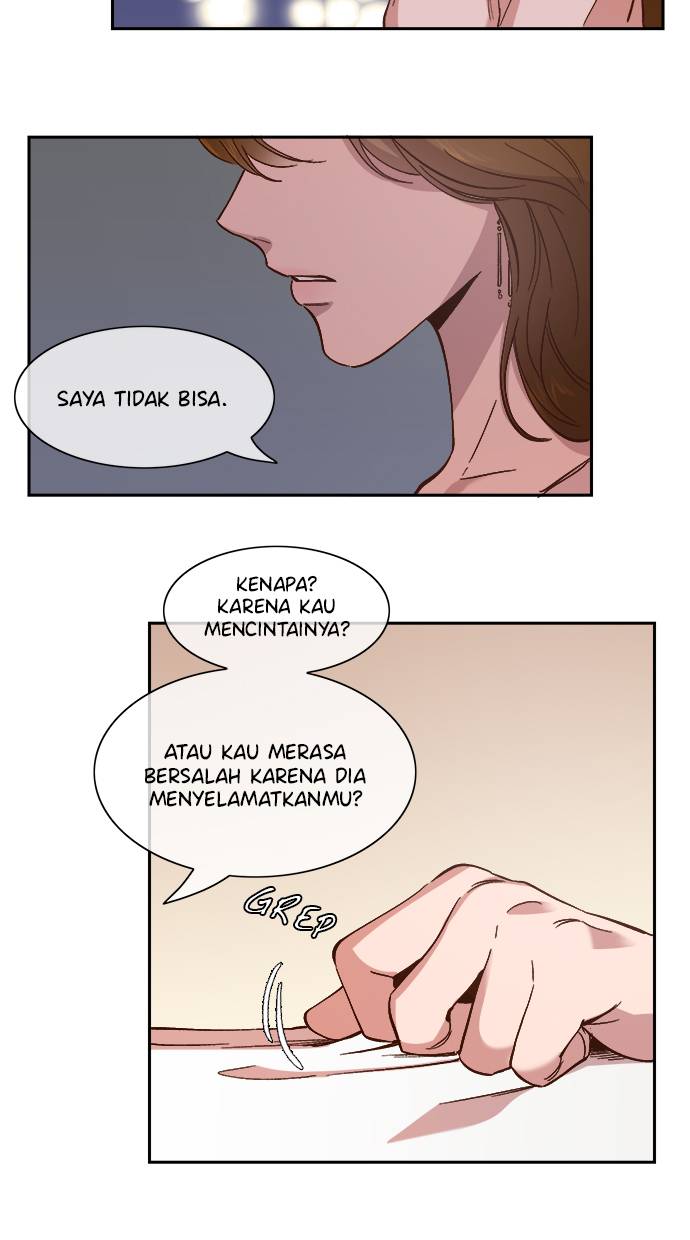 SAYA TIDAK BISA.
KENAPA?
KARENA KAU
MENCINTAINYA?
ATAU KAU MERASA
BERSALAH KARENA DIA
MENYELAMATKANMU?
GREP